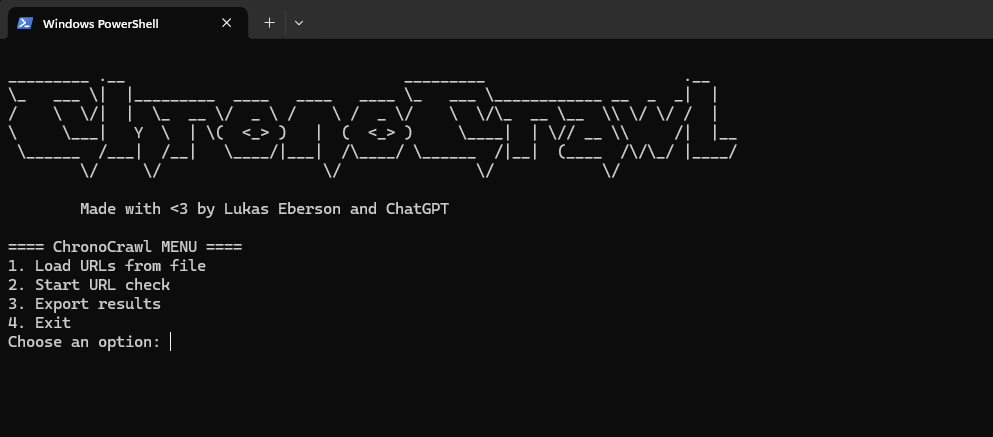 Windows PowerShell
ChronoCrawl
Made with <3 by Lukas Eberson and ChatGPT
==== ChronoCrawl MENU ====
1. Load URLs from file
2. Start URL check
3. Export results
4. Exit
Choose an option: